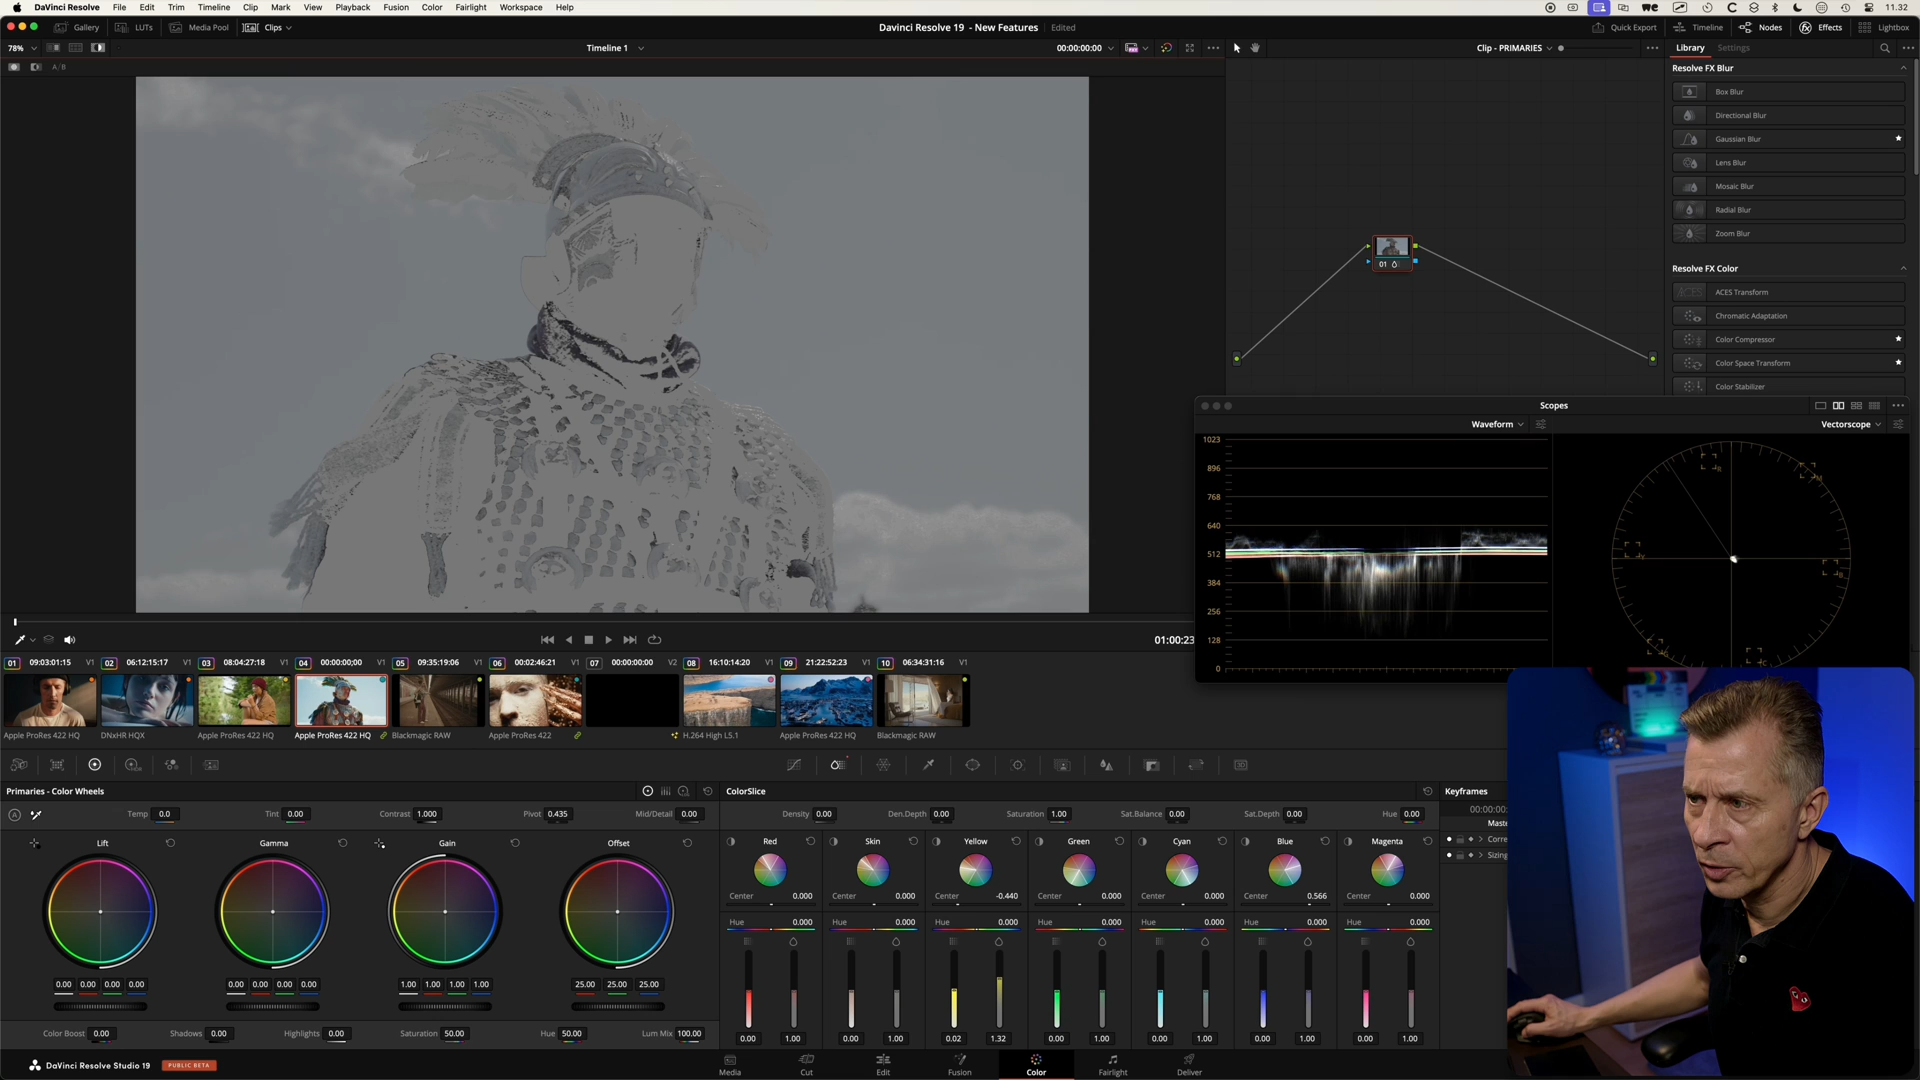 DaVinci Resolve File Edit Trim Timeline Clip Mark View Playback Fusion Color Fairlight Workspace Help 11.32
Gallery LUTs Media Pool Clips Davinci Resolve 19 - New Features Edited Quick Export Timeline Nodes Effects Lightbox
78% Timeline 1 00:00:00:00 Clip - PRIMARIES Library Settings
A/B
Resolve FX Blur
Box Blur
Directional Blur
Gaussian Blur
Lens Blur
Mosaic Blur
Radial Blur
Zoom Blur
01
Resolve FX Color
ACES Transform
Chromatic Adaptation
Color Compressor
Color Space Transform
Color Stabilizer
Scopes
Waveform Vectorscope
1023
896
768
640
512
384
256
128
0
01:00:23
01 09:03:01:15 V1 02 06:12:15:17 V1 03 08:04:27:18 V1 04 00:00:00:00 V1 05 09:35:19:06 V1 06 00:02:46:21 V1 07 00:00:00:00 V2 08 16:10:14:20 V1 09 21:22:52:23 V1 10 06:34:31:16 V1
Apple ProRes 422 HQ DNxHR HQX Apple ProRes 422 HQ Apple ProRes 422 HQ Blackmagic RAW Apple ProRes 422 H.264 High L5.1 Apple ProRes 422 HQ Blackmagic RAW
Primaries - Color Wheels ColorSlice Keyframes
Temp 0.0 Tint 0.00 Contrast 1.000 Pivot 0.435 Mid/Detail 0.00 Density 0.00 Den.Depth 0.00 Saturation 1.00 Sat.Balance 0.00 Sat.Depth 0.00 Hue 0.00
Lift Gamma Gain Offset Red Skin Yellow Green Cyan Blue Magenta
Center 0.000 Center 0.000 Center -0.440 Center 0.000 Center 0.000 Center 0.566 Center 0.000
Hue 0.000 Hue 0.000 Hue 0.000 Hue 0.000 Hue 0.000 Hue 0.000 Hue 0.000
0.00 0.00 0.00 0.00 0.00 0.00 0.00 0.00 1.00 1.00 1.00 1.00 25.00 25.00 25.00
Color Boost 0.00 Shadows 0.00 Highlights 0.00 Saturation 50.00 Hue 50.00 Lum Mix 100.00 0.00 1.00 0.00 1.00 0.02 1.32 0.00 1.00 0.00 1.00 0.00 1.00 0.00 1.00
DaVinci Resolve Studio 19 PUBLIC BETA Media Cut Edit Fusion Color Fairlight Deliver